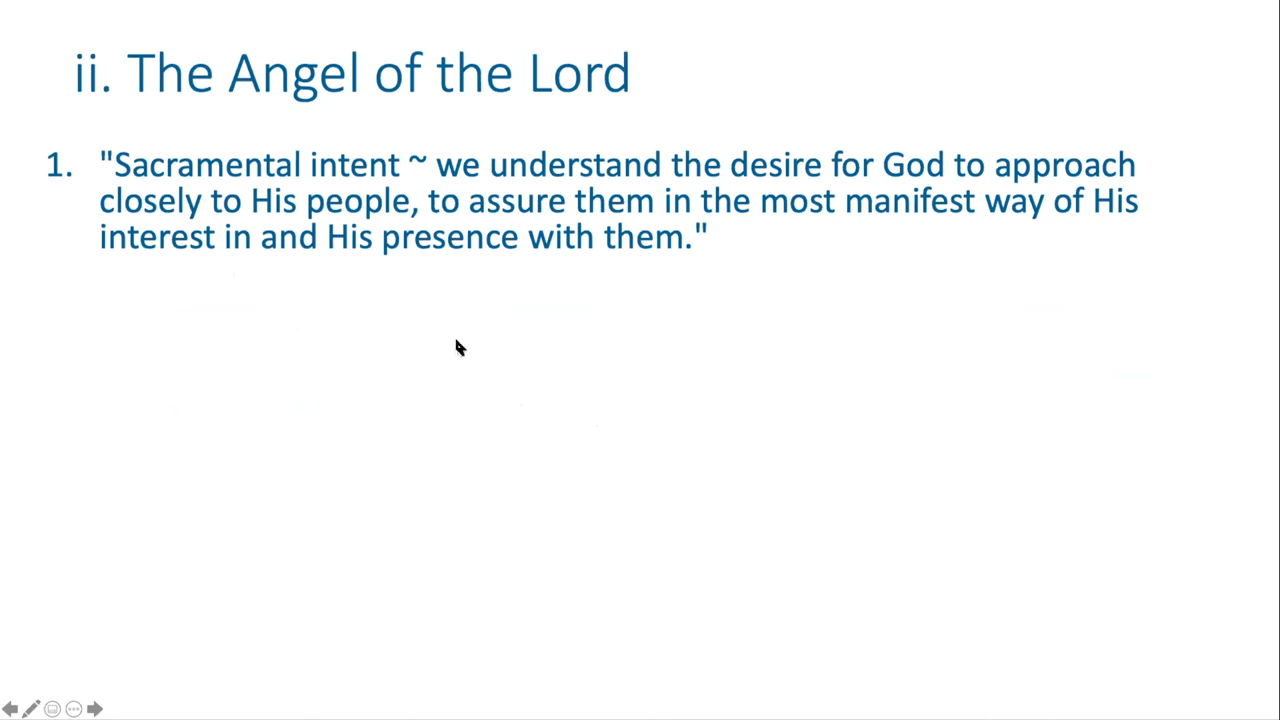 ii. The Angel of the Lord
1. "Sacramental intent ~ we understand the desire for God to approach
closely to His people, to assure them in the most manifest way of His
interest in and His presence with them."